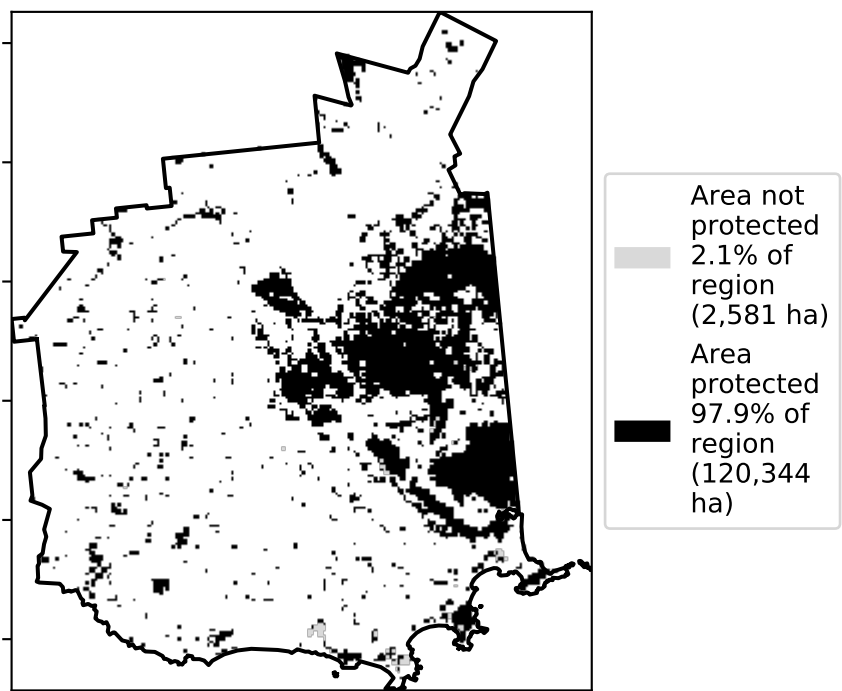 Area not
protected
2.1% of
region
(2,581 ha)
Area
protected
97.9% of
region
(120,344
ha)